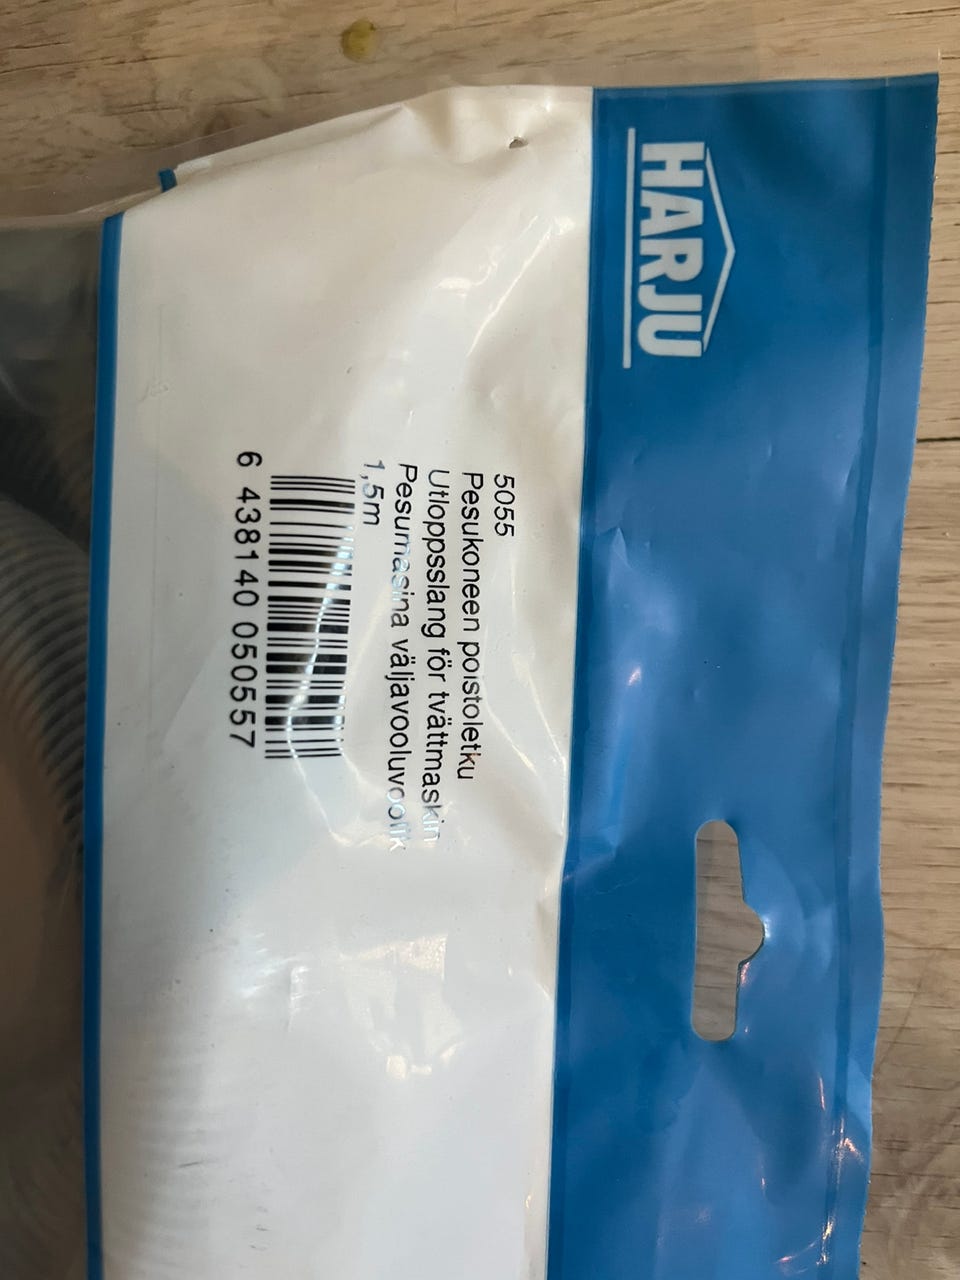 HARJU
5055
Pesukoneen poistoletku
Utloppsslang för tvättmaskin
Pesumasina väljavooluvoolik
1,5m
6 438140 050557